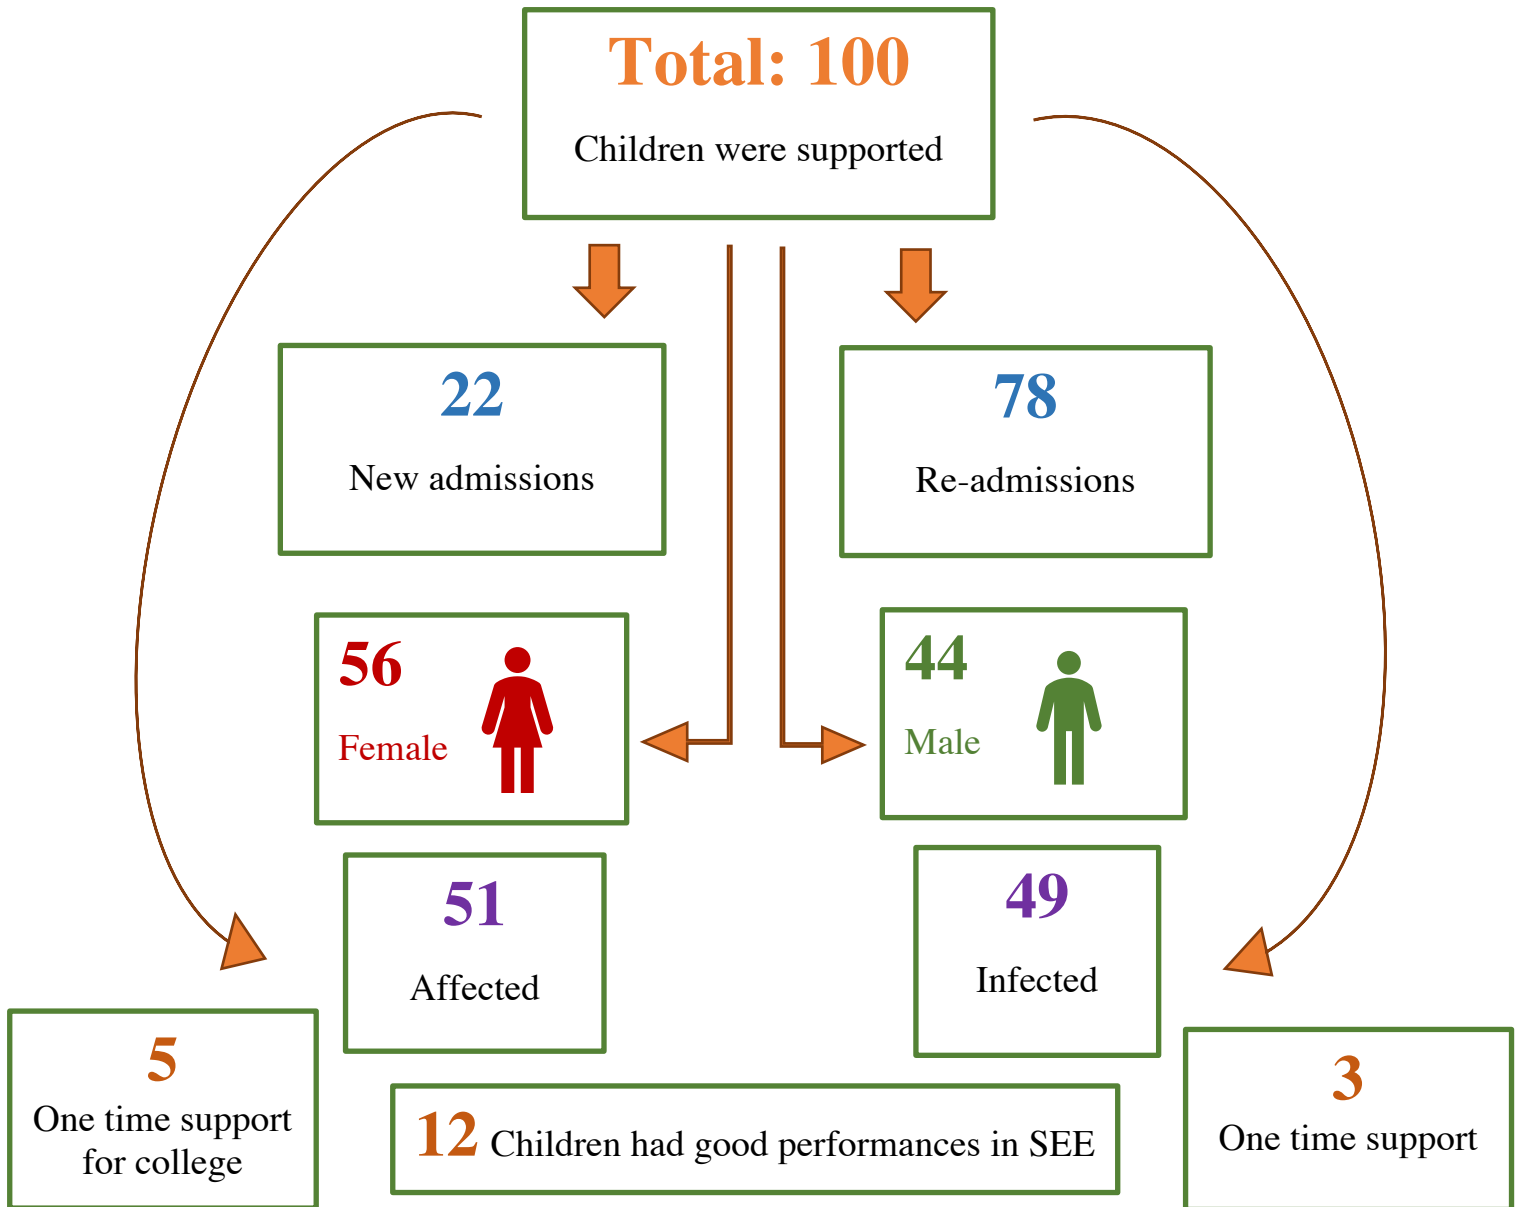 Total: 100
Children were supported
22
New admissions
78
Re-admissions
56
Female
44
Male
51
Affected
49
Infected
5
One time support
for college
12 Children had good performances in SEE
3
One time support